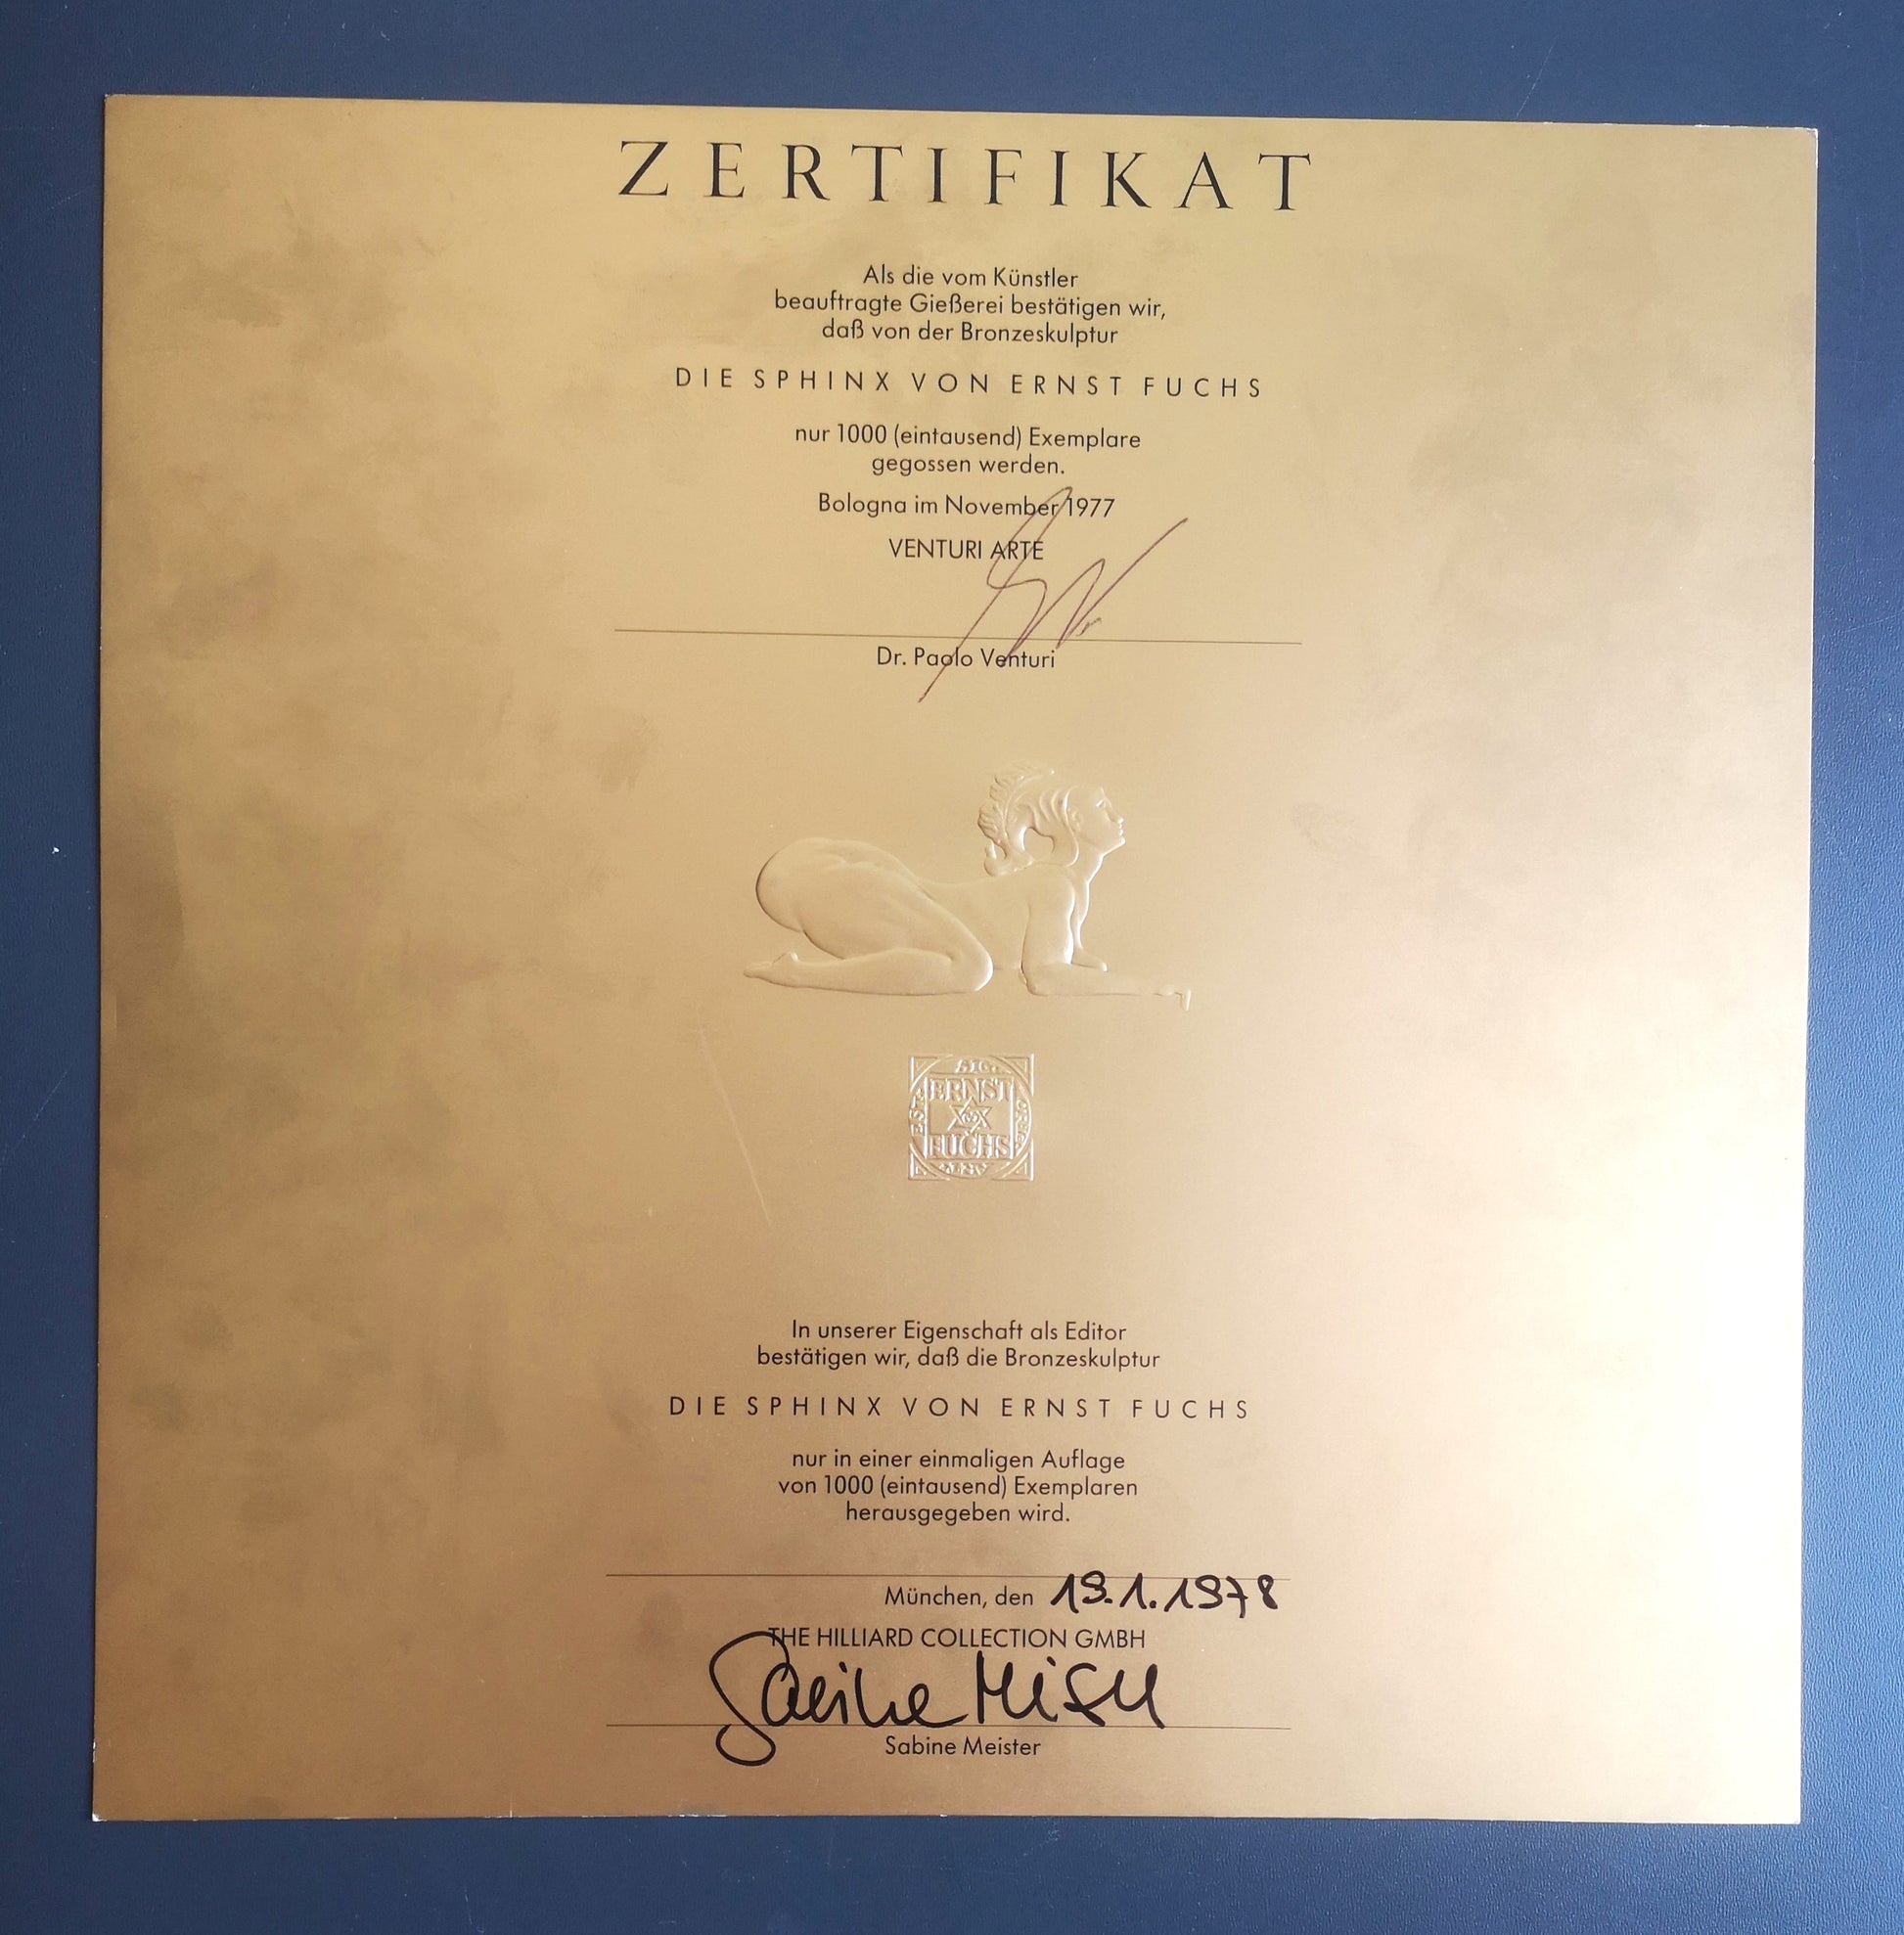 ZERTIFIKAT
Als die vom Künstler
beauftragte Gießerei bestätigen wir,
daß von der Bronzeskulptur
DIE SPHINX VON ERNST FUCHS
nur 1000 (eintausend) Exemplare
gegossen werden.
Bologna im November 1977
VENTURI ARTE
Dr. Paolo Venturi
ERNST
FUCHS
In unserer Eigenschaft als Editor
bestätigen wir, daß die Bronzeskulptur
DIE SPHINX VON ERNST FUCHS
nur in einer einmaligen Auflage
von 1000 (eintausend) Exemplaren
herausgegeben wird.
München, den 19.1.1978
THE HILLIARD COLLECTION GMBH
Sabine Meister